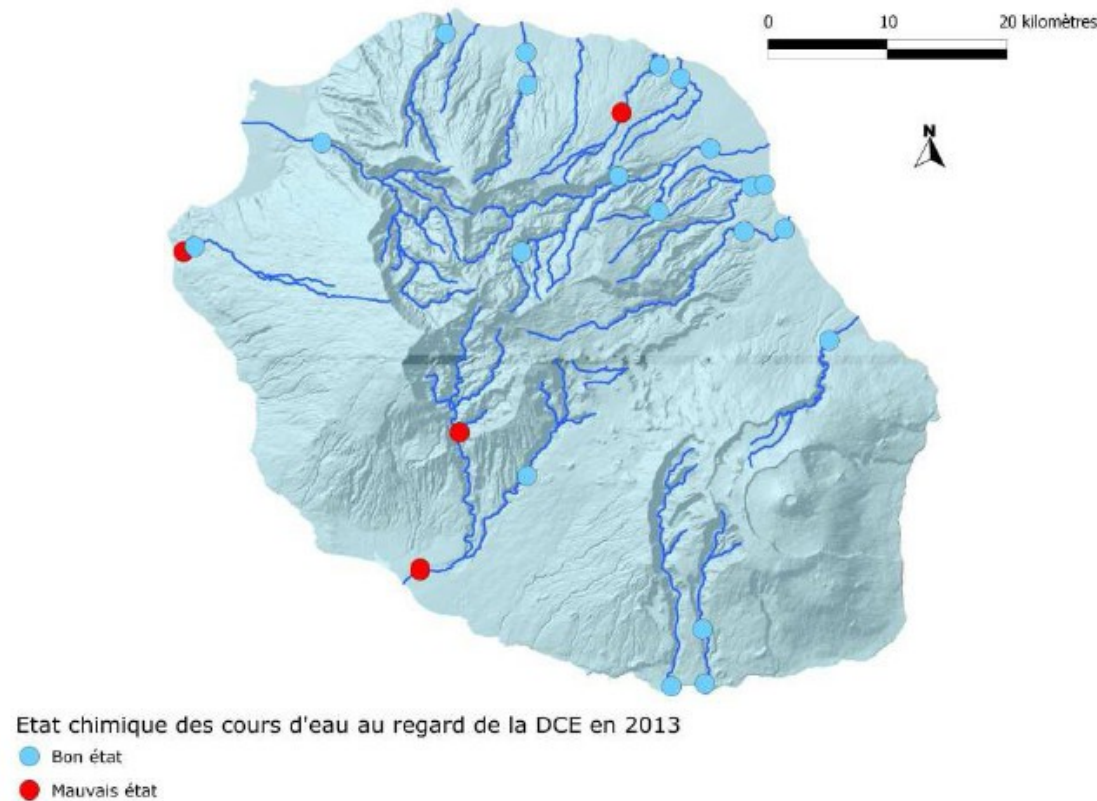 0 10 20 kilomètres
N
Etat chimique des cours d'eau au regard de la DCE en 2013
Bon état
Mauvais état